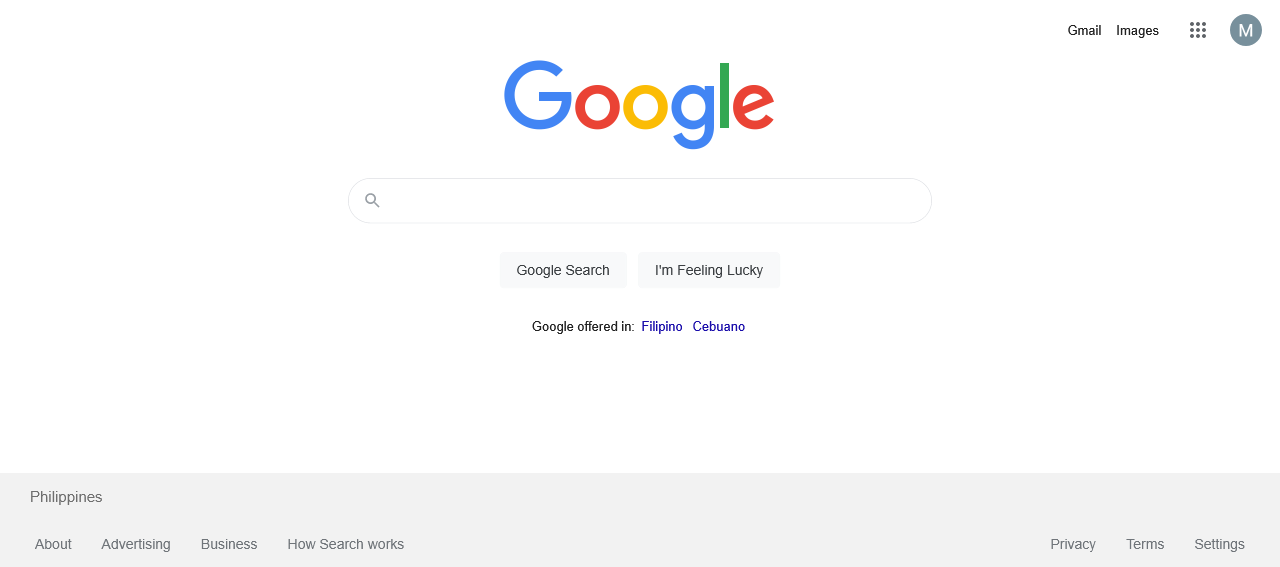 Gmail Images M
Google
Google Search I'm Feeling Lucky
Google offered in: Filipino Cebuano
Philippines
About Advertising Business How Search works Privacy Terms Settings